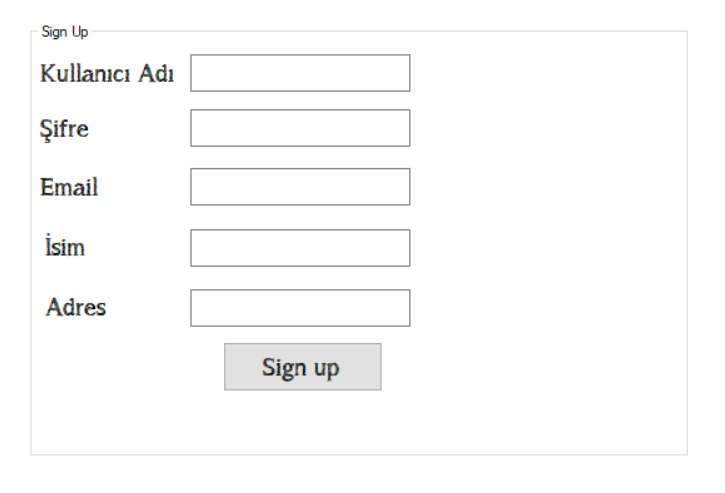 Sign Up
Kullanıcı Adı
Şifre
Email
İsim
Adres
Sign up